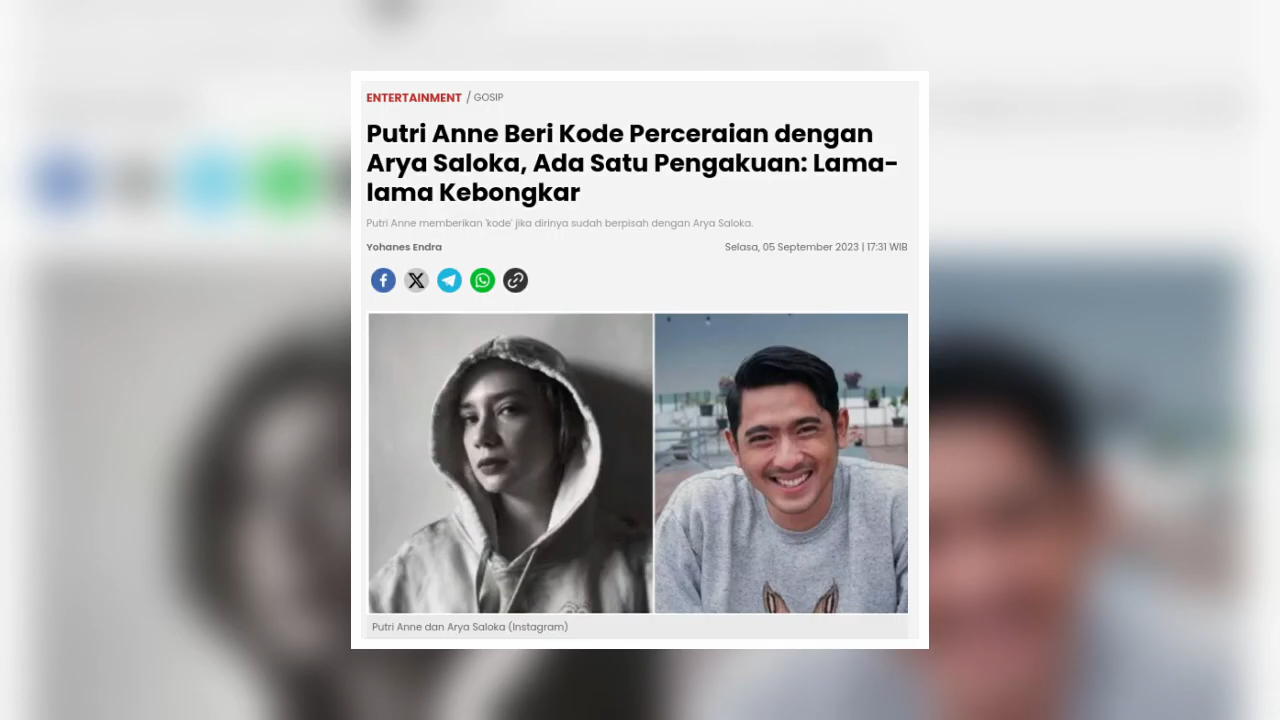 ENTERTAINMENT / GOSIP
Putri Anne Beri Kode Perceraian dengan
Arya Saloka, Ada Satu Pengakuan: Lama-
lama Kebongkar
Putri Anne memberikan 'kode' jika dirinya sudah berpisah dengan Arya Saloka.
Yohanes Endra
Selasa, 05 September 2023 | 17:31 WIB
Putri Anne dan Arya Saloka (Instagram)